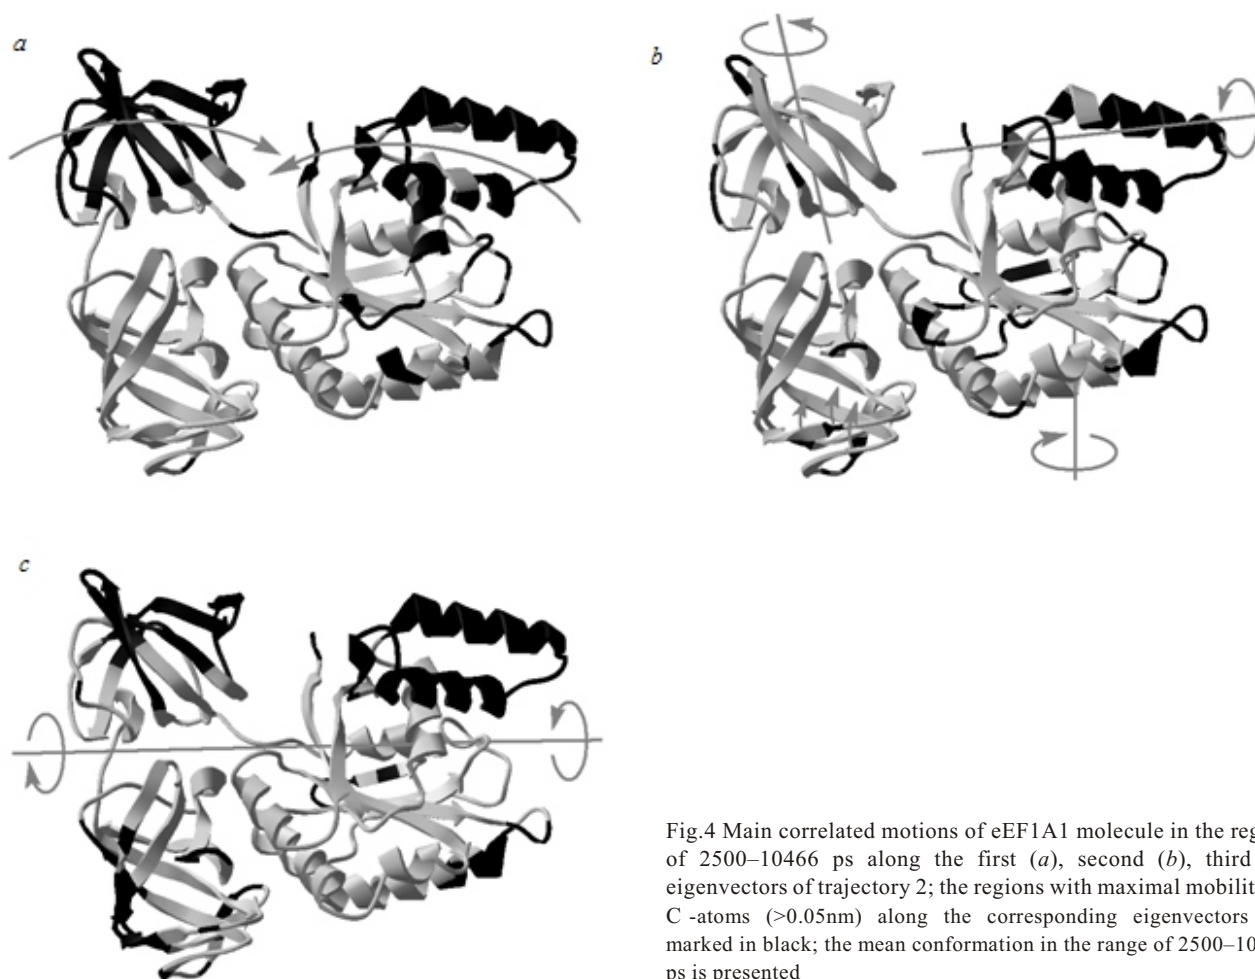 a
b
c
Fig.4 Main correlated motions of eEF1A1 molecule in the reg
of 2500–10466 ps along the first (a), second (b), third
eigenvectors of trajectory 2; the regions with maximal mobilit
C -atoms (>0.05nm) along the corresponding eigenvectors
marked in black; the mean conformation in the range of 2500–10
ps is presented